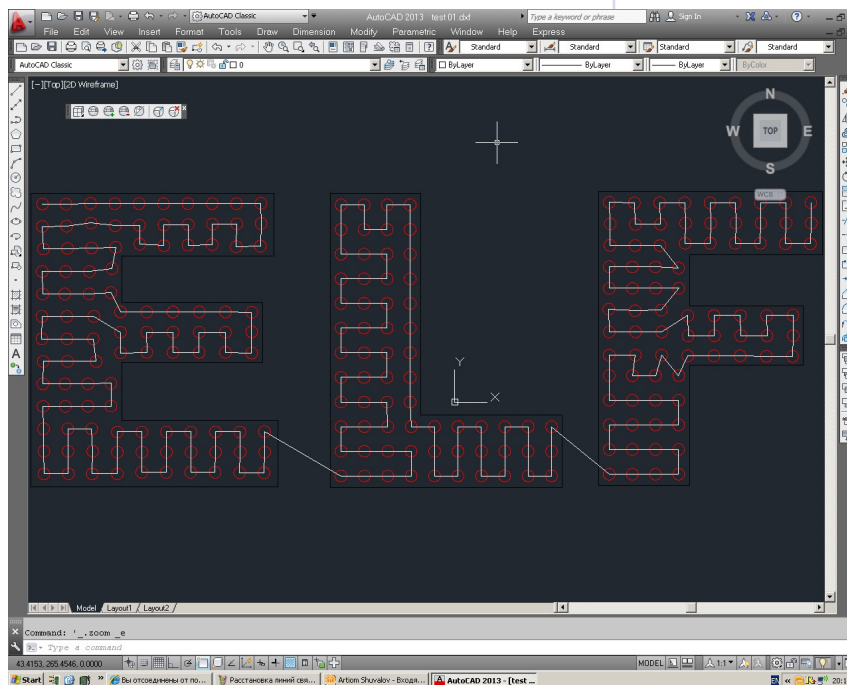 AutoCAD Classic
AutoCAD 2013 test 01.dxf
Type a keyword or phrase
Sign In
File Edit View Insert Format Tools Draw Dimension Modify Parametric Window Help Express
Standard Standard Standard Standard
AutoCAD Classic 0 ByLayer ByLayer ByLayer ByColor
[-][Top][2D Wireframe]
N
W TOP E
S
WCS
Y
X
Model Layout1 Layout2
Command: '_.zoom _e
Type a command
43.4153, 265.4546, 0.0000 MODEL 1:1
Start Вы отсоединены от по... Расстановка линий свя... Artiom Shuvalov - Входя... AutoCAD 2013 - [test ... EN